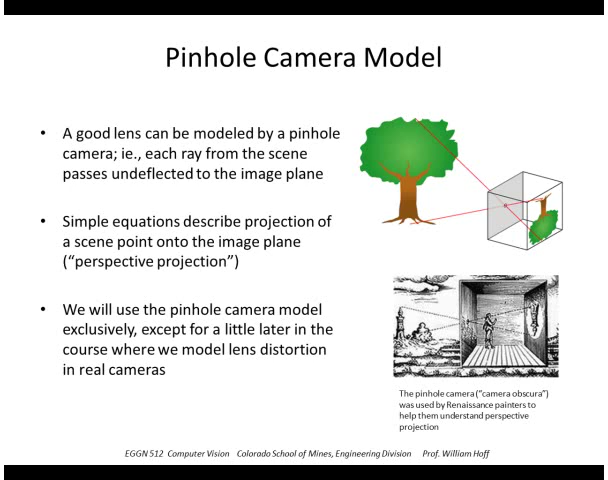 Pinhole Camera Model
• A good lens can be modeled by a pinhole
camera; ie., each ray from the scene
passes undeflected to the image plane
• Simple equations describe projection of
a scene point onto the image plane
(“perspective projection”)
• We will use the pinhole camera model
exclusively, except for a little later in the
course where we model lens distortion
in real cameras
The pinhole camera (“camera obscura”)
was used by Renaissance painters to
help them understand perspective
projection
EGGN 512 Computer Vision Colorado School of Mines, Engineering Division Prof. William Hoff